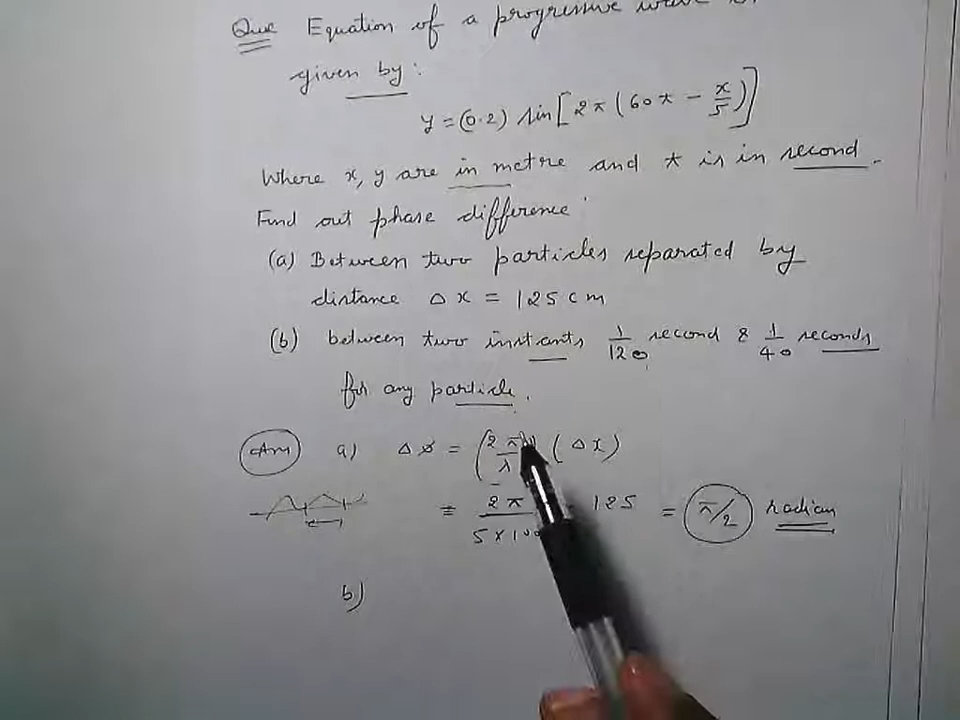 Que Equation of a progressive wave is
given by:
y = (0.2) sin[2π(60t − x/5)]
Where x, y are in metre and t is in second.
Find out phase difference:
(a) Between two particles separated by
distance Δx = 125 cm
(b) between two instants 1/120 second & 1/40 seconds
for any particle.
Ans a) Δφ = (2π/λ) (Δx)
= 2π/5×100 125 = π/2 radian
b)